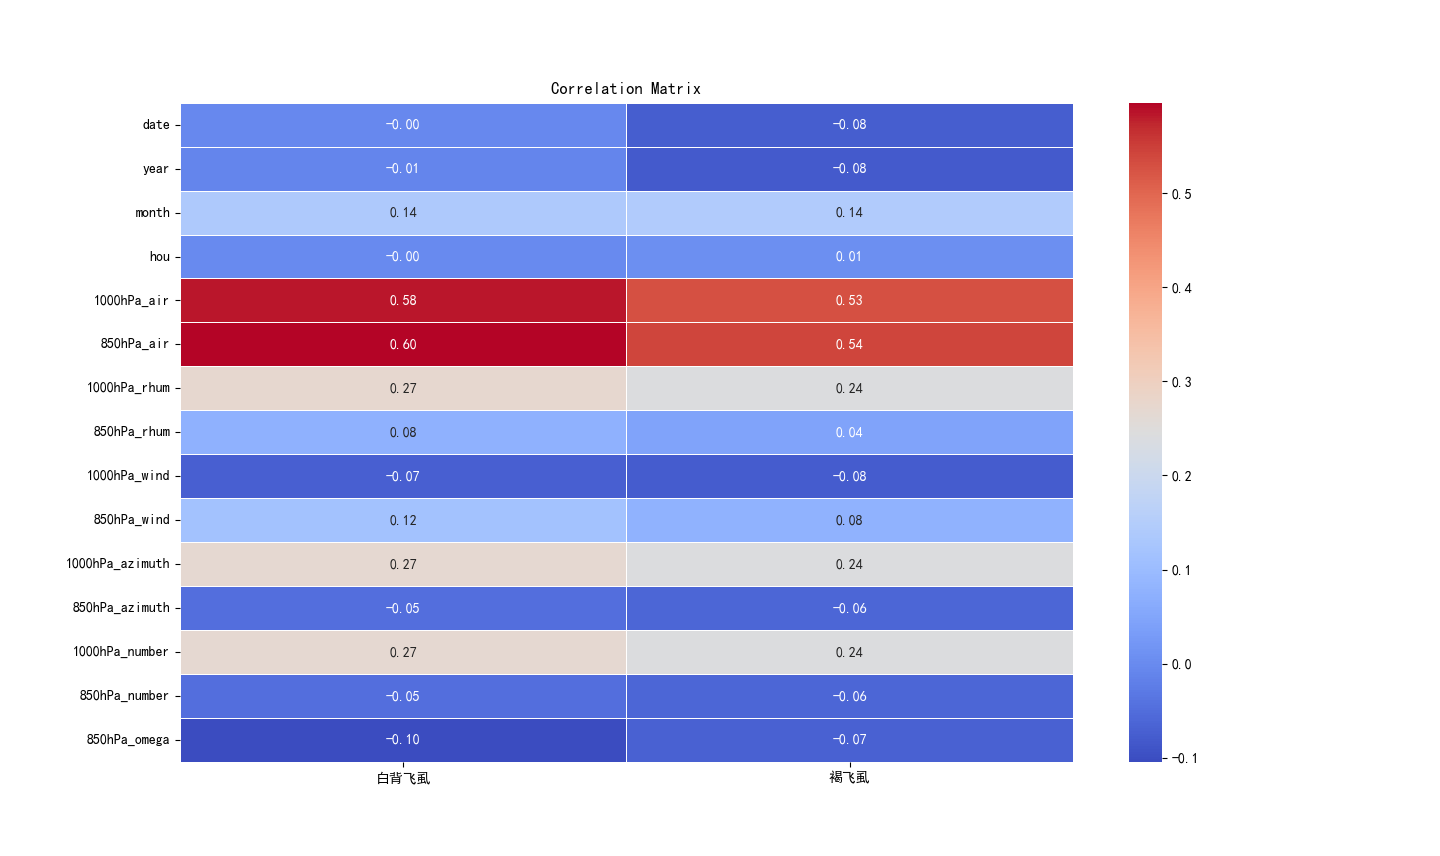 Correlation Matrix
date -0.00 -0.08
year -0.01 -0.08
month 0.14 0.14
hou -0.00 0.01
1000hPa_air 0.58 0.53
850hPa_air 0.60 0.54
1000hPa_rhum 0.27 0.24
850hPa_rhum 0.08 0.04
1000hPa_wind -0.07 -0.08
850hPa_wind 0.12 0.08
1000hPa_azimuth 0.27 0.24
850hPa_azimuth -0.05 -0.06
1000hPa_number 0.27 0.24
850hPa_number -0.05 -0.06
850hPa_omega -0.10 -0.07
白背飞虱 褐飞虱
0.5
0.4
0.3
0.2
0.1
0.0
-0.1